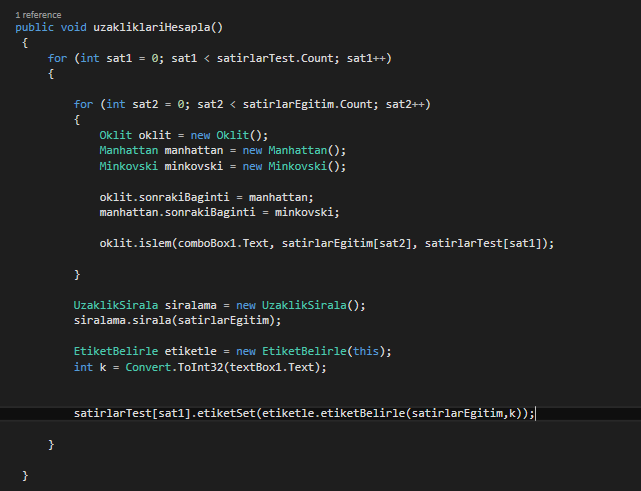 1 reference
public void uzakliklariHesapla()
{
for (int sat1 = 0; sat1 < satirlarTest.Count; sat1++)
{
for (int sat2 = 0; sat2 < satirlarEgitim.Count; sat2++)
{
Oklit oklit = new Oklit();
Manhattan manhattan = new Manhattan();
Minkovski minkovski = new Minkovski();
oklit.sonrakiBaginti = manhattan;
manhattan.sonrakiBaginti = minkovski;
oklit.islem(comboBox1.Text, satirlarEgitim[sat2], satirlarTest[sat1]);
}
UzaklikSirala siralama = new UzaklikSirala();
siralama.sirala(satirlarEgitim);
EtiketBelirle etiketle = new EtiketBelirle(this);
int k = Convert.ToInt32(textBox1.Text);
satirlarTest[sat1].etiketSet(etiketle.etiketBelirle(satirlarEgitim,k));
}
}